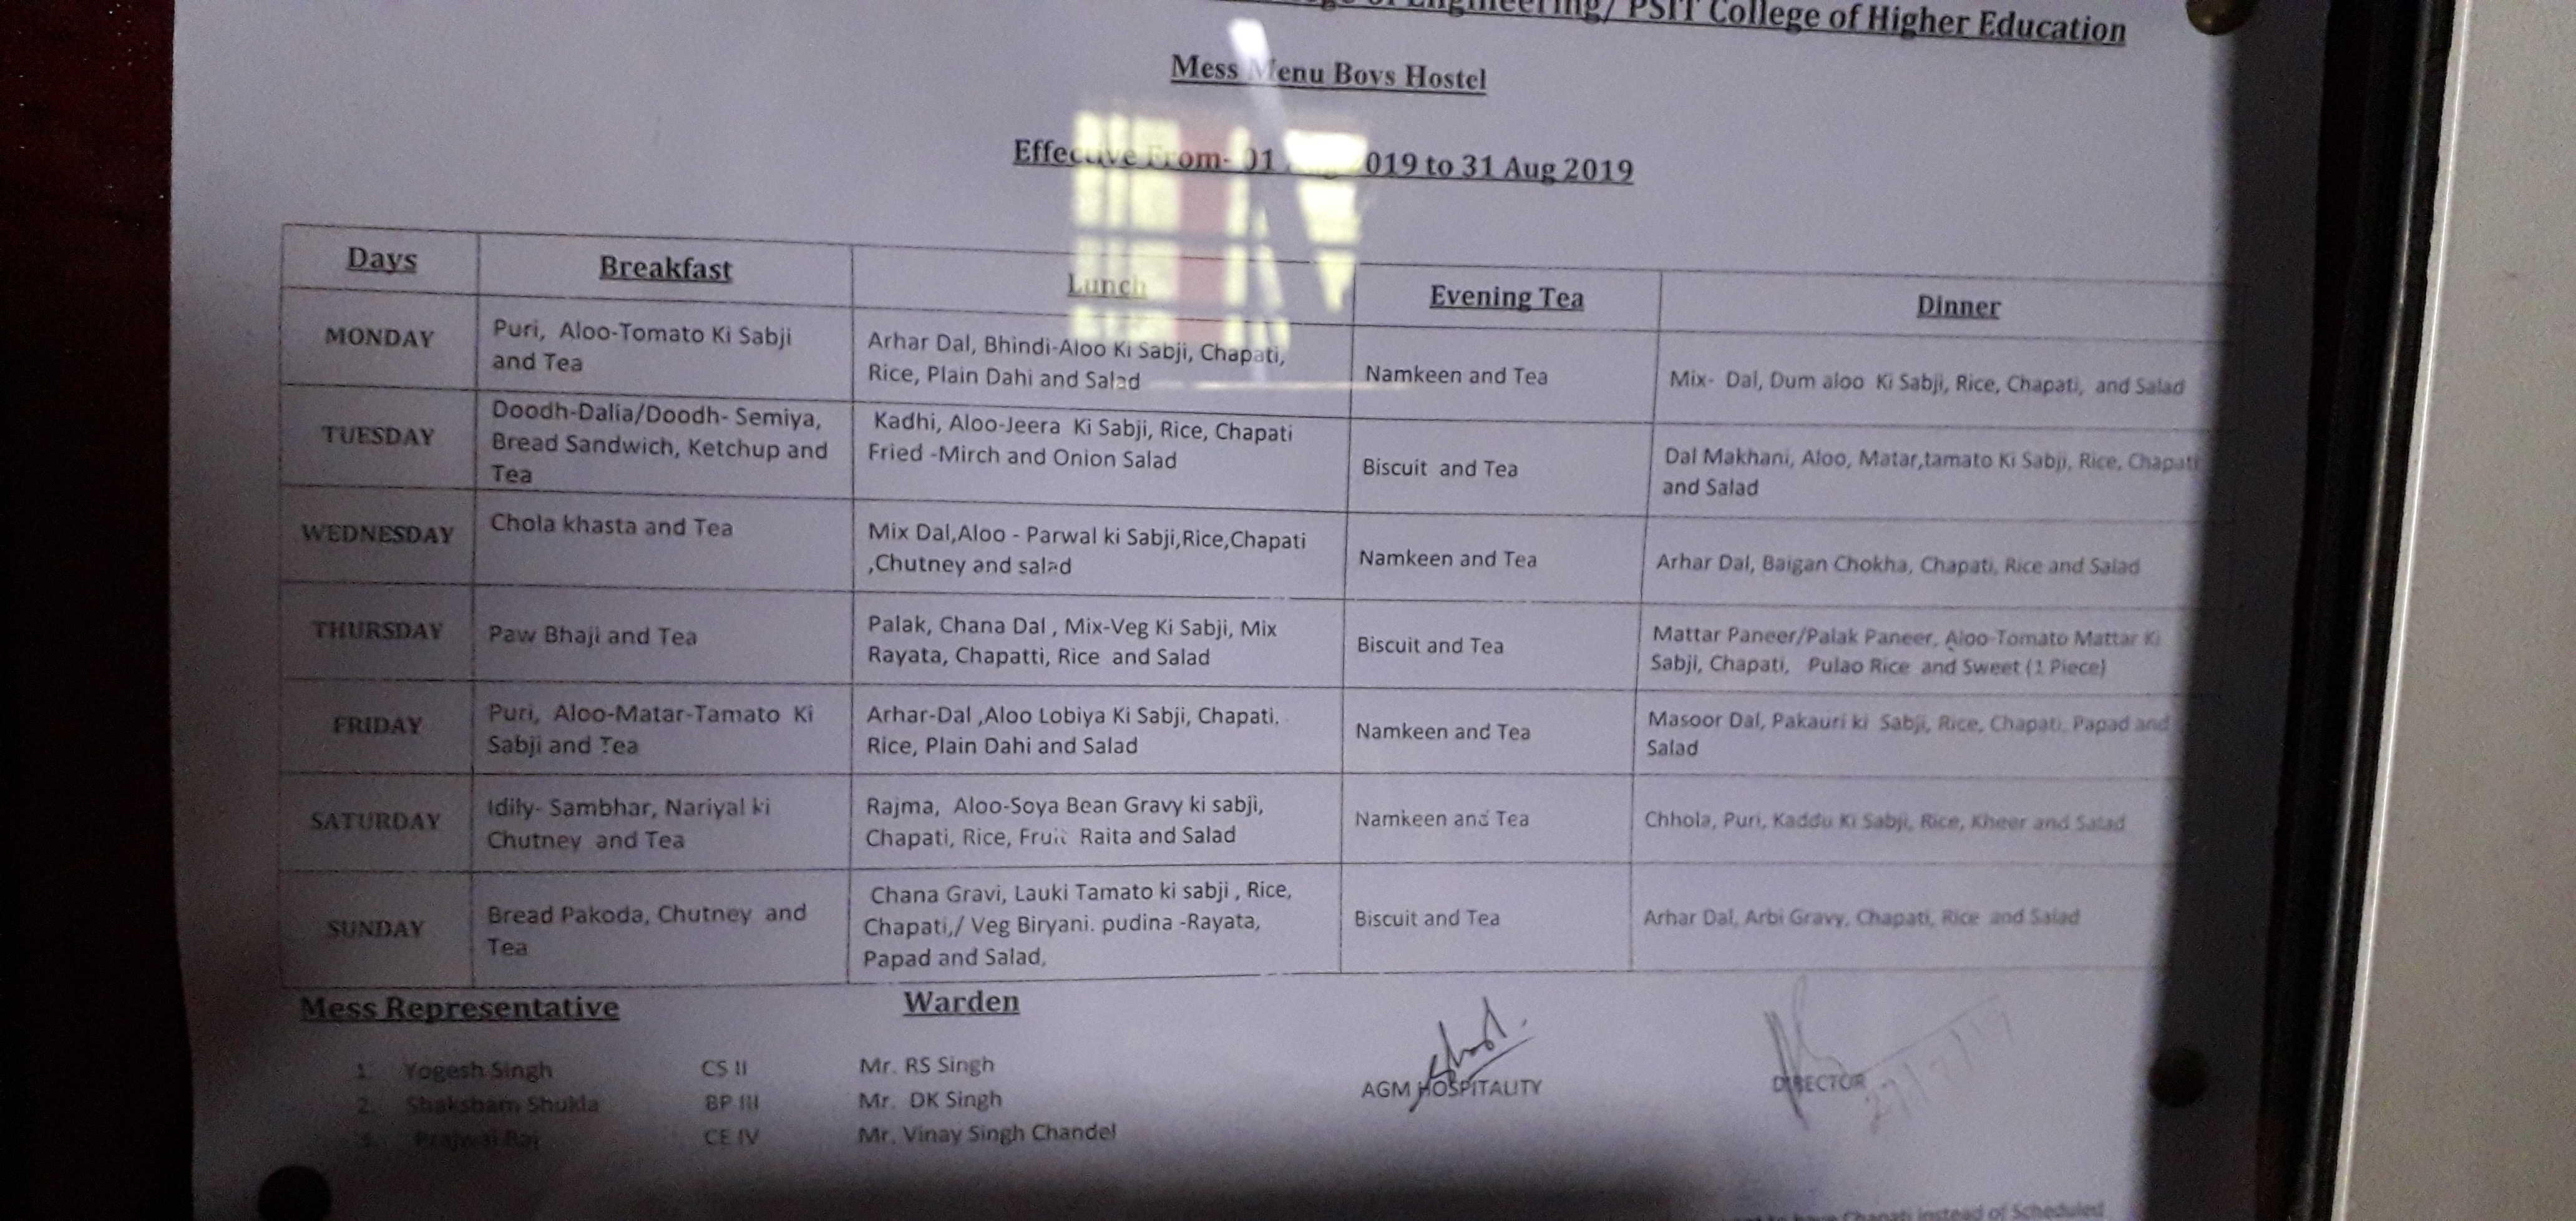 of Engineering/ PSIT College of Higher Education
Mess Menu Boys Hostel
Effective From- 01 2019 to 31 Aug 2019
Days Breakfast Lunch Evening Tea Dinner
MONDAY
Puri, Aloo-Tomato Ki Sabji
and Tea
Arhar Dal, Bhindi-Aloo Ki Sabji, Chapati,
Rice, Plain Dahi and Salad
Namkeen and Tea
Mix- Dal, Dum aloo Ki Sabji, Rice, Chapati, and Salad
TUESDAY
Doodh-Dalia/Doodh- Semiya,
Bread Sandwich, Ketchup and
Tea
Kadhi, Aloo-Jeera Ki Sabji, Rice, Chapati
Fried -Mirch and Onion Salad
Biscuit and Tea
Dal Makhani, Aloo, Matar,tamato Ki Sabji, Rice, Chapati
and Salad
WEDNESDAY
Chola khasta and Tea
Mix Dal,Aloo - Parwal ki Sabji,Rice,Chapati
,Chutney and salad
Namkeen and Tea
Arhar Dal, Baigan Chokha, Chapati, Rice and Salad
THURSDAY
Paw Bhaji and Tea
Palak, Chana Dal , Mix-Veg Ki Sabji, Mix
Rayata, Chapatti, Rice and Salad
Biscuit and Tea
Mattar Paneer/Palak Paneer, Aloo-Tomato Mattar Ki
Sabji, Chapati, Pulao Rice and Sweet (1 Piece)
FRIDAY
Puri, Aloo-Matar-Tamato Ki
Sabji and Tea
Arhar-Dal ,Aloo Lobiya Ki Sabji, Chapati,
Rice, Plain Dahi and Salad
Namkeen and Tea
Masoor Dal, Pakauri ki Sabji, Rice, Chapati, Papad and
Salad
SATURDAY
Idily- Sambhar, Nariyal ki
Chutney and Tea
Rajma, Aloo-Soya Bean Gravy ki sabji,
Chapati, Rice, Fruit Raita and Salad
Namkeen and Tea
Chhola, Puri, Kaddu Ki Sabji, Rice, Kheer and Salad
SUNDAY
Bread Pakoda, Chutney and
Tea
Chana Gravi, Lauki Tamato ki sabji , Rice,
Chapati,/ Veg Biryani. pudina -Rayata,
Papad and Salad,
Biscuit and Tea
Arhar Dal, Arbi Gravy, Chapati, Rice and Salad
Mess Representative Warden
1. Yogesh Singh CS II Mr. RS Singh
2. Shaksham Shukla BP III Mr. DK Singh
Prajwal Raj CE IV Mr. Vinay Singh Chandel
AGM HOSPITALITY
DIRECTOR
27/7/19
to have Chapati instead of Scheduled